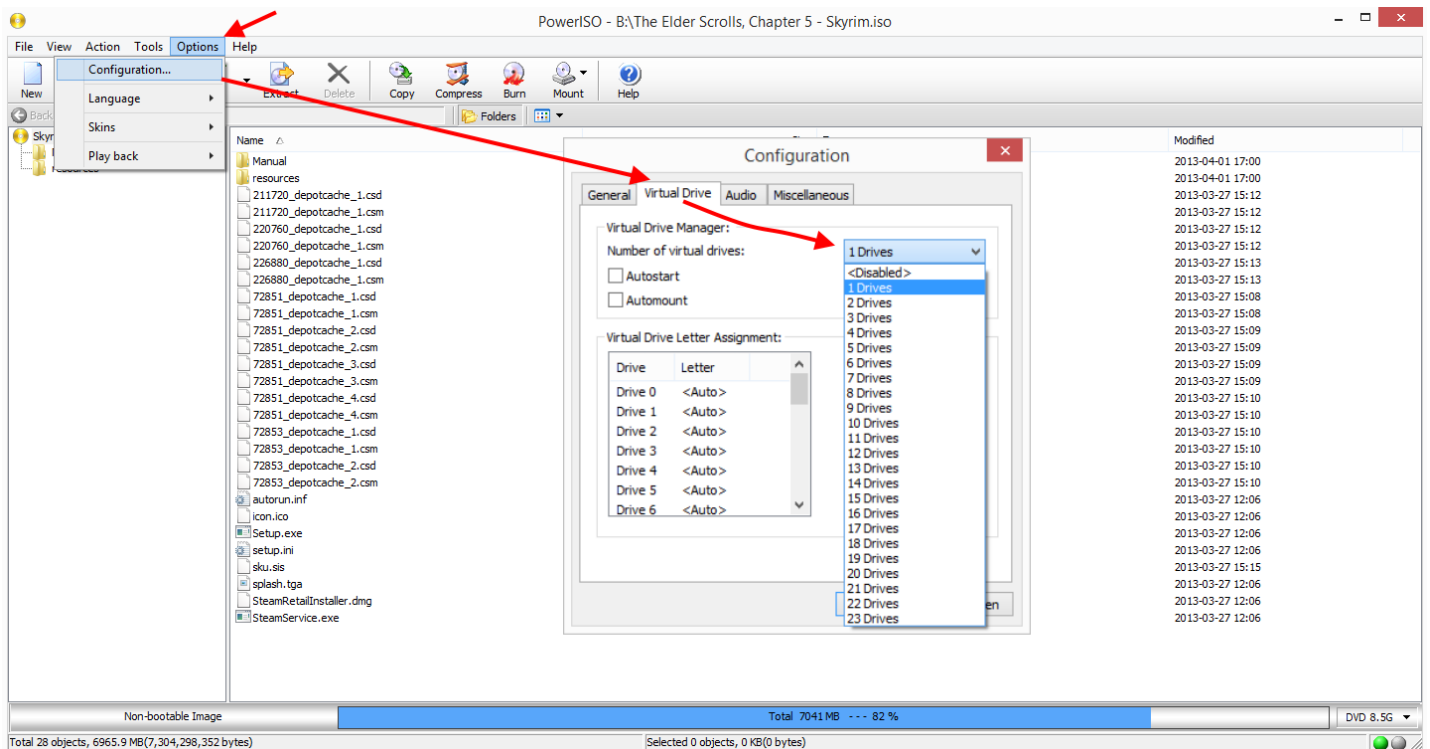 PowerISO - B:\The Elder Scrolls, Chapter 5 - Skyrim.iso
File View Action Tools Options Help
Configuration...
Language
Skins
Play back
New Extract Delete Copy Compress Burn Mount Help
Back
Folders
Skyr
resources
Name Modified
Manual 2013-04-01 17:00
resources 2013-04-01 17:00
211720_depotcache_1.csd 2013-03-27 15:12
211720_depotcache_1.csm 2013-03-27 15:12
220760_depotcache_1.csd 2013-03-27 15:12
220760_depotcache_1.csm 2013-03-27 15:12
226880_depotcache_1.csd 2013-03-27 15:13
226880_depotcache_1.csm 2013-03-27 15:13
72851_depotcache_1.csd 2013-03-27 15:08
72851_depotcache_1.csm 2013-03-27 15:08
72851_depotcache_2.csd 2013-03-27 15:09
72851_depotcache_2.csm 2013-03-27 15:09
72851_depotcache_3.csd 2013-03-27 15:09
72851_depotcache_3.csm 2013-03-27 15:09
72851_depotcache_4.csd 2013-03-27 15:10
72851_depotcache_4.csm 2013-03-27 15:10
72853_depotcache_1.csd 2013-03-27 15:10
72853_depotcache_1.csm 2013-03-27 15:10
72853_depotcache_2.csd 2013-03-27 15:10
72853_depotcache_2.csm 2013-03-27 15:10
autorun.inf 2013-03-27 12:06
icon.ico 2013-03-27 12:06
Setup.exe 2013-03-27 12:06
setup.ini 2013-03-27 12:06
sku.sis 2013-03-27 15:15
splash.tga 2013-03-27 12:06
SteamRetailInstaller.dmg 2013-03-27 12:06
SteamService.exe 2013-03-27 12:06
Configuration
General Virtual Drive Audio Miscellaneous
Virtual Drive Manager:
Number of virtual drives: 1 Drives
Autostart
Automount
<Disabled>
1 Drives
2 Drives
3 Drives
4 Drives
5 Drives
6 Drives
7 Drives
8 Drives
9 Drives
10 Drives
11 Drives
12 Drives
13 Drives
14 Drives
15 Drives
16 Drives
17 Drives
18 Drives
19 Drives
20 Drives
21 Drives
22 Drives
23 Drives
Virtual Drive Letter Assignment:
Drive Letter
Drive 0 <Auto>
Drive 1 <Auto>
Drive 2 <Auto>
Drive 3 <Auto>
Drive 4 <Auto>
Drive 5 <Auto>
Drive 6 <Auto>
en
Non-bootable Image Total 7041 MB --- 82 % DVD 8.5G
Total 28 objects, 6965.9 MB(7,304,298,352 bytes) Selected 0 objects, 0 KB(0 bytes)